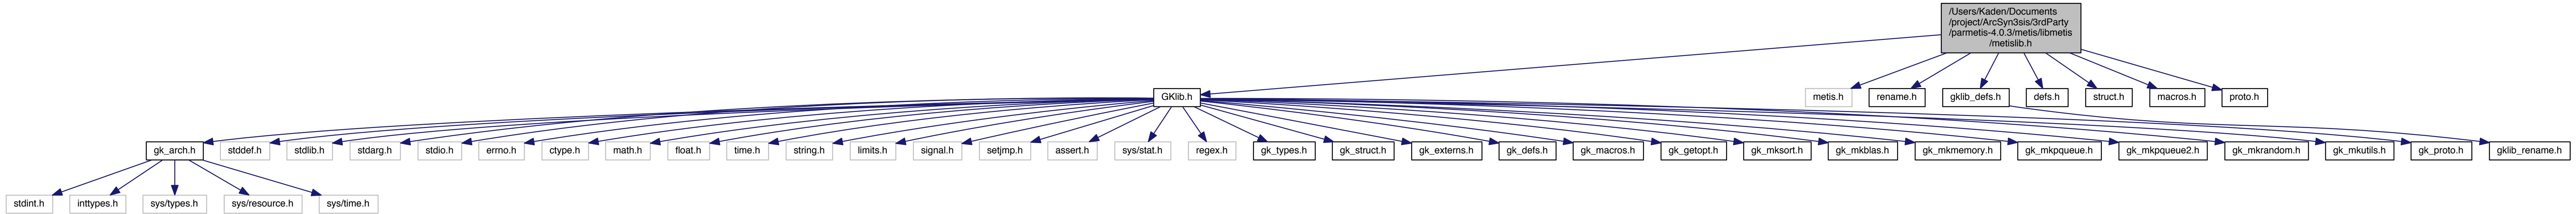 /Users/Kaden/Documents
/project/ArcSyn3sis/3rdParty
/parmetis-4.0.3/metis/libmetis
/metislib.h
GKlib.h
metis.h
rename.h
gklib_defs.h
defs.h
struct.h
macros.h
proto.h
gk_arch.h
stddef.h
stdlib.h
stdarg.h
stdio.h
errno.h
ctype.h
math.h
float.h
time.h
string.h
limits.h
signal.h
setjmp.h
assert.h
sys/stat.h
regex.h
gk_types.h
gk_struct.h
gk_externs.h
gk_defs.h
gk_macros.h
gk_getopt.h
gk_mksort.h
gk_mkblas.h
gk_mkmemory.h
gk_mkpqueue.h
gk_mkpqueue2.h
gk_mkrandom.h
gk_mkutils.h
gk_proto.h
gklib_rename.h
stdint.h
inttypes.h
sys/types.h
sys/resource.h
sys/time.h